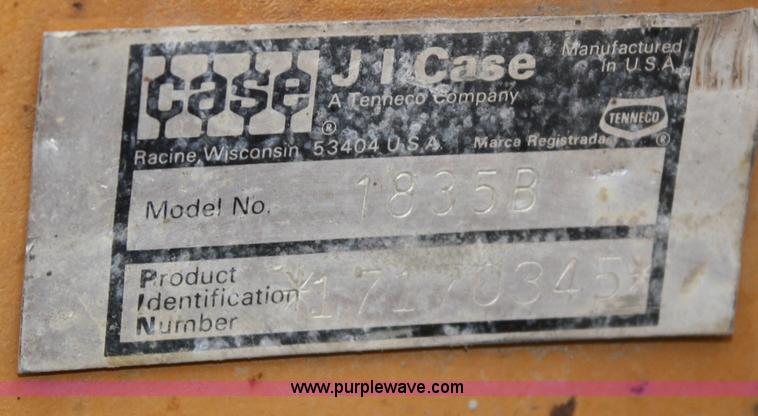 case
®
J I Case
A Tenneco Company
Manufactured
in U.S.A.
TENNECO
®
Racine, Wisconsin 53404 U.S.A. Marca Registrada
Model No. 1835B
Product
Identification *17170345*
Number
www.purplewave.com